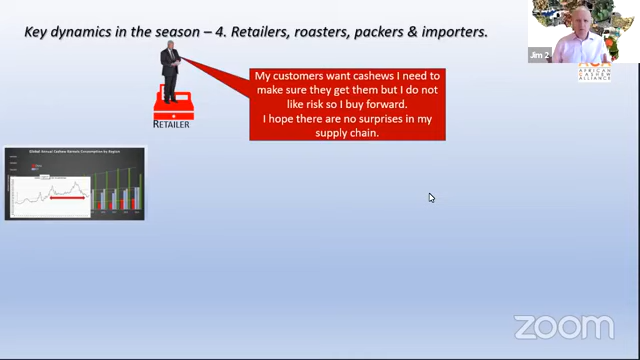 Key dynamics in the season – 4. Retailers, roasters, packers & importers.
Jim 2
AFRICAN
CASHEW
ALLIANCE
My customers want cashews I need to
make sure they get them but I do not
like risk so I buy forward.
I hope there are no surprises in my
supply chain.
RETAILER
Global Annual Cashew Kernels Consumption by Region
zoom